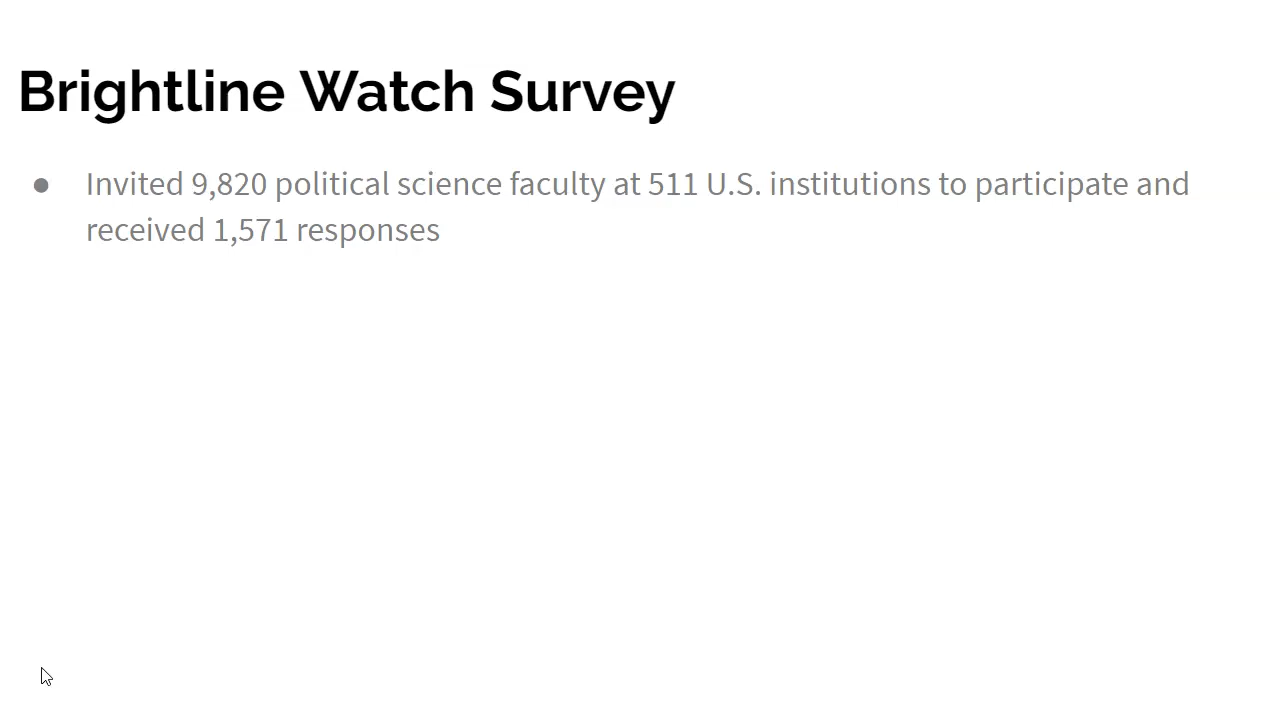 Brightline Watch Survey
● Invited 9,820 political science faculty at 511 U.S. institutions to participate and
received 1,571 responses